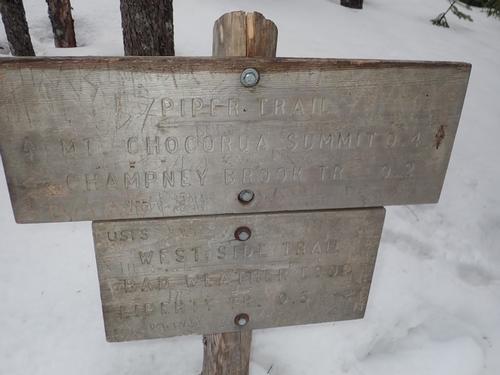 PIPER TRAIL
MT. CHOCORUA SUMMIT 0.4
CHAMPNEY BROOK TR. 0.2
USFS
WEST SIDE TRAIL
BAD WEATHER
LIBERTY TR. 0.5